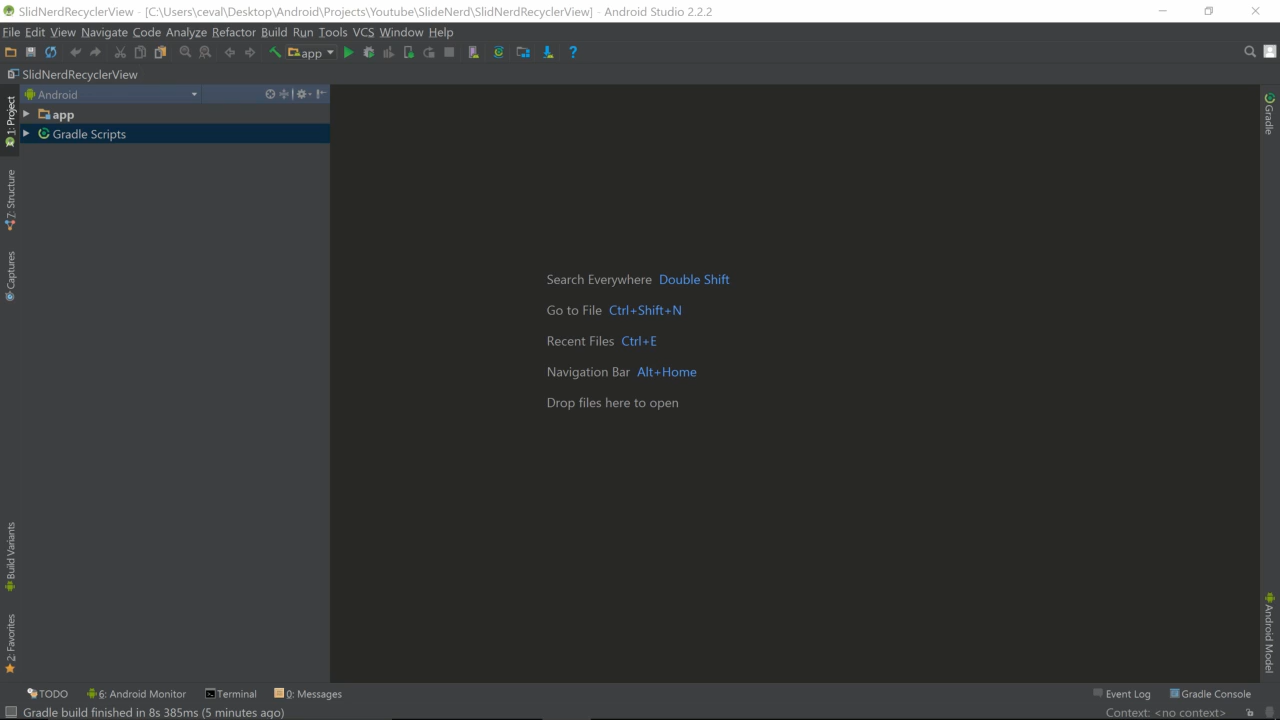 SlidNerdRecyclerView - [C:\Users\ceval\Desktop\Android\Projects\Youtube\SlideNerd\SlidNerdRecyclerView] - Android Studio 2.2.2
File Edit View Navigate Code Analyze Refactor Build Run Tools VCS Window Help
app
SlidNerdRecyclerView
Android
app
Gradle Scripts
1: Project
7: Structure
Captures
Build Variants
2: Favorites
Search Everywhere Double Shift
Go to File Ctrl+Shift+N
Recent Files Ctrl+E
Navigation Bar Alt+Home
Drop files here to open
Gradle
Android Model
TODO 6: Android Monitor Terminal 0: Messages Event Log Gradle Console
Gradle build finished in 8s 385ms (5 minutes ago) Context: <no context>